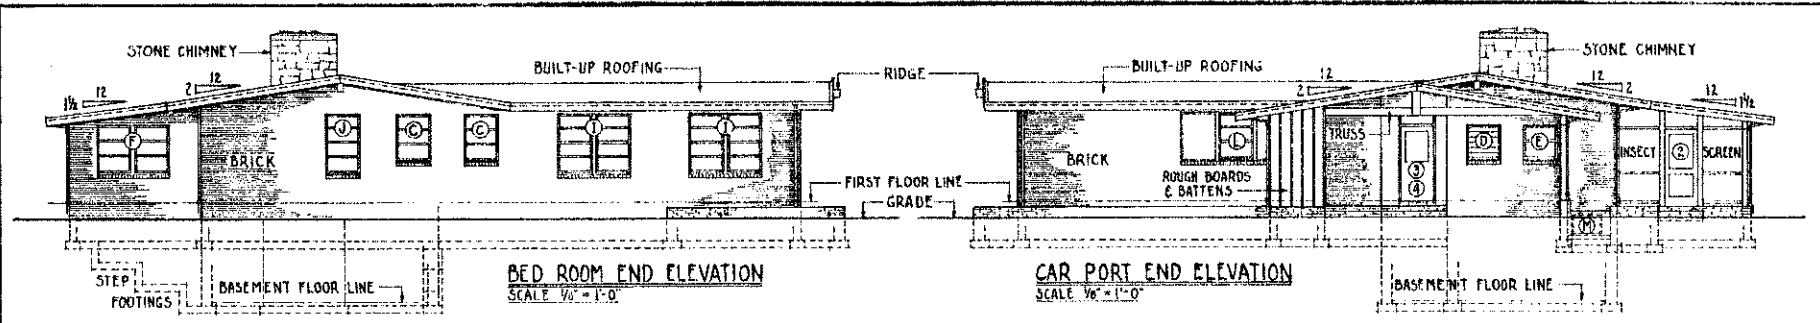 STONE CHIMNEY
12
2
12
1½
BUILT-UP ROOFING
F
BRICK
J
C
C
I
I
RIDGE
FIRST FLOOR LINE
GRADE
STEP
FOOTINGS
BASEMENT FLOOR LINE
BED ROOM END ELEVATION
SCALE ⅛" = 1'-0"
BUILT-UP ROOFING
12
2
STONE CHIMNEY
12
2
12
1½
BRICK
L
TRUSS
ROUGH BOARDS
& BATTENS
3
4
D
E
INSECT
2
SCREEN
M
BASEMENT FLOOR LINE
CAR PORT END ELEVATION
SCALE ⅛" = 1'-0"